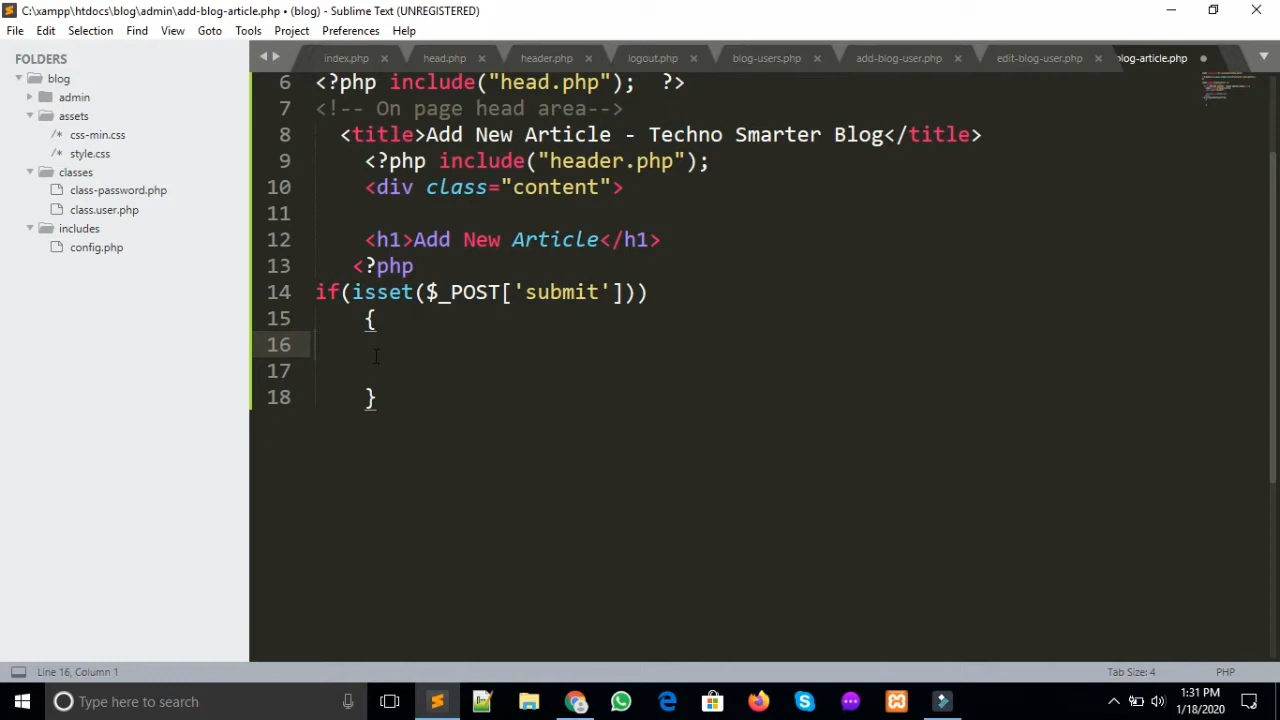 C:\xampp\htdocs\blog\admin\add-blog-article.php • (blog) - Sublime Text (UNREGISTERED)
File Edit Selection Find View Goto Tools Project Preferences Help
FOLDERS
blog
admin
assets
/* css-min.css
/* style.css
classes
class-password.php
class.user.php
includes
config.php
index.php head.php header.php logout.php blog-users.php add-blog-user.php edit-blog-user.php blog-article.php
6 <?php include("head.php"); ?>
7 <!-- On page head area-->
8 <title>Add New Article - Techno Smarter Blog</title>
9 <?php include("header.php");
10 <div class="content">
11
12 <h1>Add New Article</h1>
13 <?php
14 if(isset($_POST['submit']))
15 {
16
17
18 }
Line 16, Column 1 Tab Size: 4 PHP
Type here to search
1:31 PM
1/18/2020